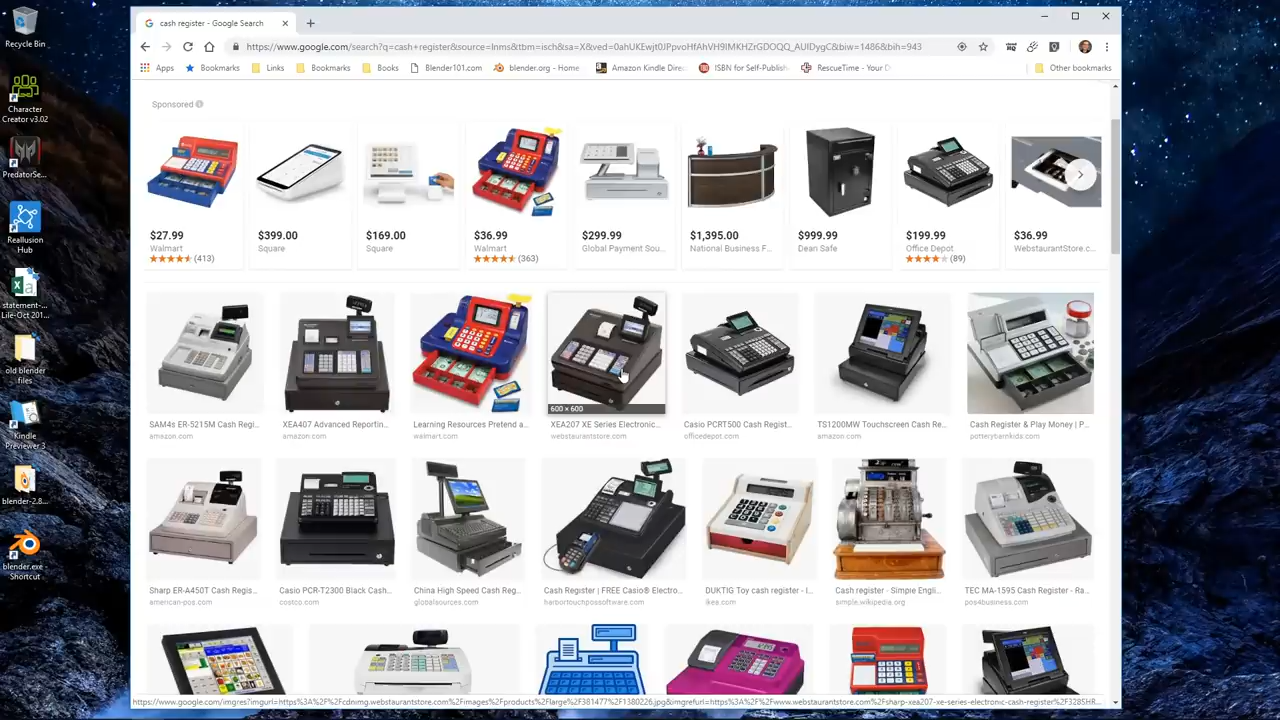 Recycle Bin
Character
Creator v3.02
PredatorSe...
Reallusion
Hub
statement-...
Lile-Oct 201...
old blender
files
Kindle
blender-2.8...
blender.exe
Shortcut
cash register - Google Search
https://www.google.com/search?q=cash+register&source=lnms&tbm=isch&sa=X&ved=0ahUKEwjt0JPpvoHfAhVH9IMKHZrGDOQQ_AUIDygC&biw=1486&bih=943
Apps Bookmarks Links Bookmarks Books Blender101.com blender.org - Home Amazon Kindle Direc ISBN for Self-Publish RescueTime - Your D Other bookmarks
Sponsored
$27.99 $399.00 $169.00 $36.99 $299.99 $1,395.00 $999.99 $199.99 $36.99
Walmart Square Square Walmart Global Payment Sou... National Business F... Dean Safe Office Depot WebstaurantStore.c...
(413) (363) (89)
600 × 600
SAM4s ER-5215M Cash Regi... XEA407 Advanced Reportin... Learning Resources Pretend a... XEA207 XE Series Electronic... Casio PCRT500 Cash Regist... TS1200MW Touchscreen Cash Re... Cash Register & Play Money | P...
amazon.com amazon.com walmart.com webstaurantstore.com officedepot.com amazon.com potterybarnkids.com
Sharp ER-A450T Cash Regis... Casio PCR-T2300 Black Cash... China High Speed Cash Reg... Cash Register | FREE Casio® Electro... DUKTIG Toy cash register - I... Cash register - Simple Engli... TEC MA-1595 Cash Register - Ra...
american-pos.com costco.com globalsources.com harbortouchpossoftware.com ikea.com simple.wikipedia.org pos4business.com